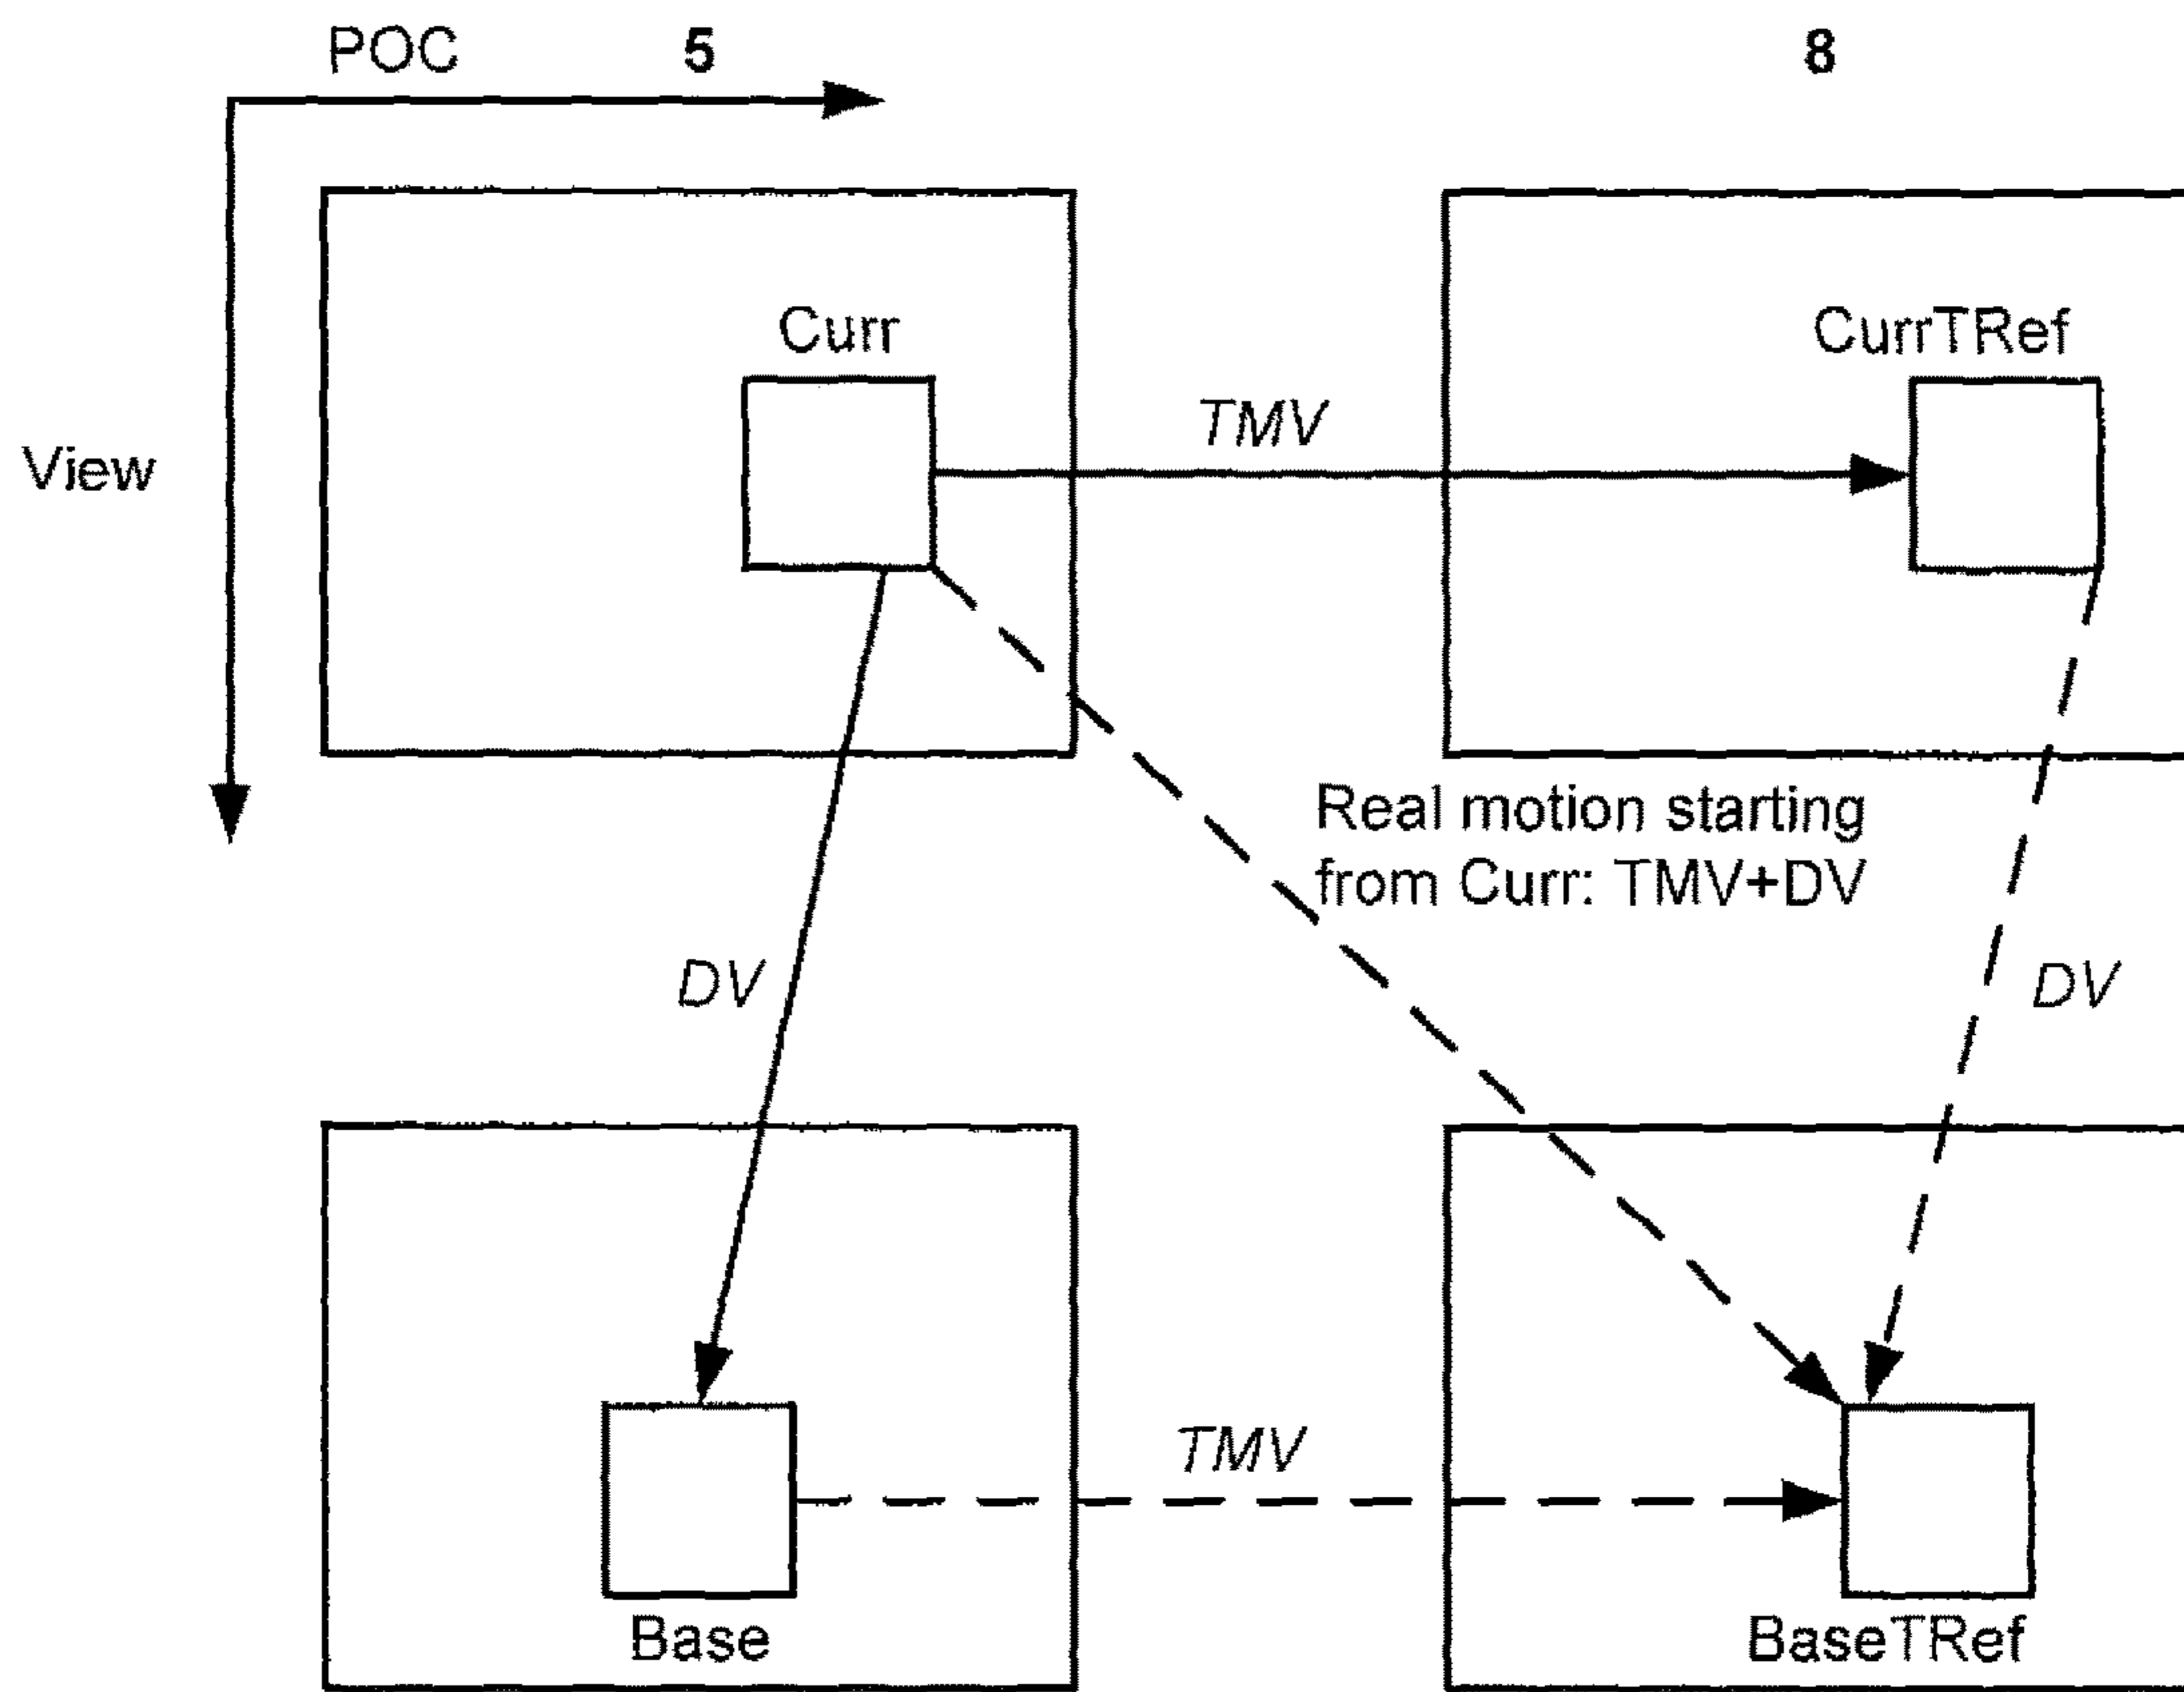 POC 5 8
Curr
CurrTRef
TMV
View
Real motion starting
from Curr: TMV+DV
DV
DV
TMV
Base
BaseTRef